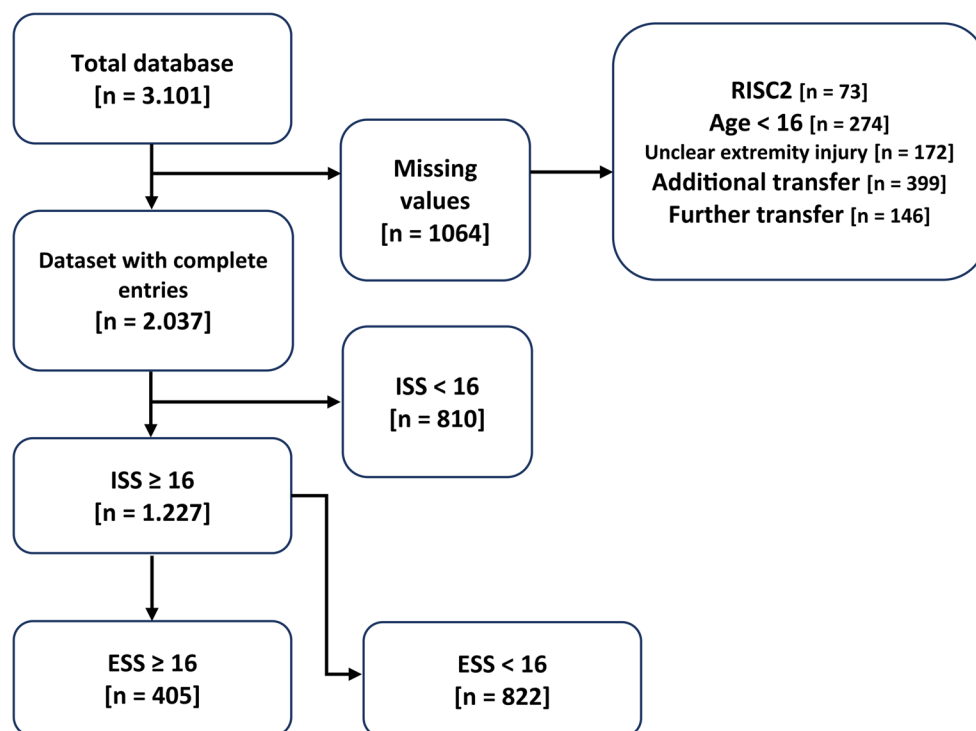 Total database
[n = 3.101]
RISC2 [n = 73]
Age < 16 [n = 274]
Unclear extremity injury [n = 172]
Additional transfer [n = 399]
Further transfer [n = 146]
Missing
values
[n = 1064]
Dataset with complete
entries
[n = 2.037]
ISS < 16
[n = 810]
ISS ≥ 16
[n = 1.227]
ESS ≥ 16
[n = 405]
ESS < 16
[n = 822]